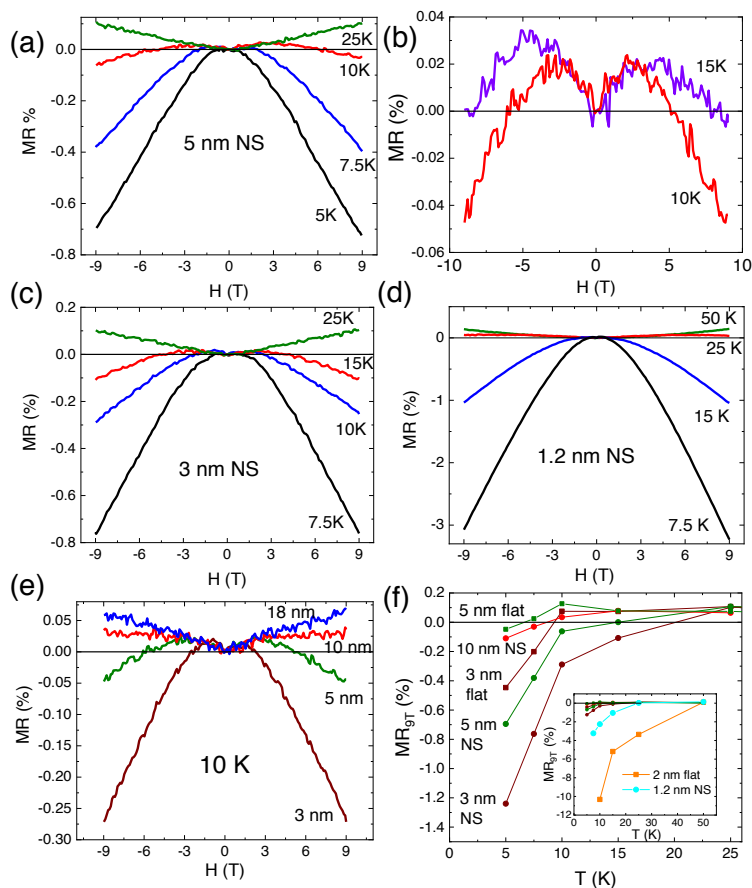 (a)
0.0
-0.2
-0.4
-0.6
-0.8
MR %
25K
10K
5 nm NS
7.5K
5K
-9 -6 -3 0 3 6 9
H (T)
(b)
0.04
0.02
0.00
0.02
0.04
0.06
MR (%)
15K
10K
-10 -5 0 5 10
H (T)
(c)
0.2
0.0
-0.2
-0.4
-0.6
-0.8
MR (%)
25K
15K
10K
3 nm NS
7.5K
-9 -6 -3 0 3 6 9
H (T)
(d)
0
-1
-2
-3
MR (%)
50 K
25 K
15 K
1.2 nm NS
7.5 K
-9 -6 -3 0 3 6 9
H (T)
(e)
0.05
0.00
-0.05
-0.10
-0.15
-0.20
-0.25
-0.30
MR (%)
18 nm
10 nm
5 nm
10 K
3 nm
-9 -6 -3 0 3 6 9
H (T)
(f)
0.2
0.0
-0.2
-0.4
-0.6
-0.8
-1.0
-1.2
-1.4
-1.6
MR9T(%)
5 nm flat
10 nm NS
3 nm
flat
5 nm
NS
3 nm
NS
0
-2
-4
-6
-8
-10
-12
MR9T(%)
2 nm flat
1.2 nm NS
0 10 20 30 40 50
T (K)
0 5 10 15 20 25
T (K)